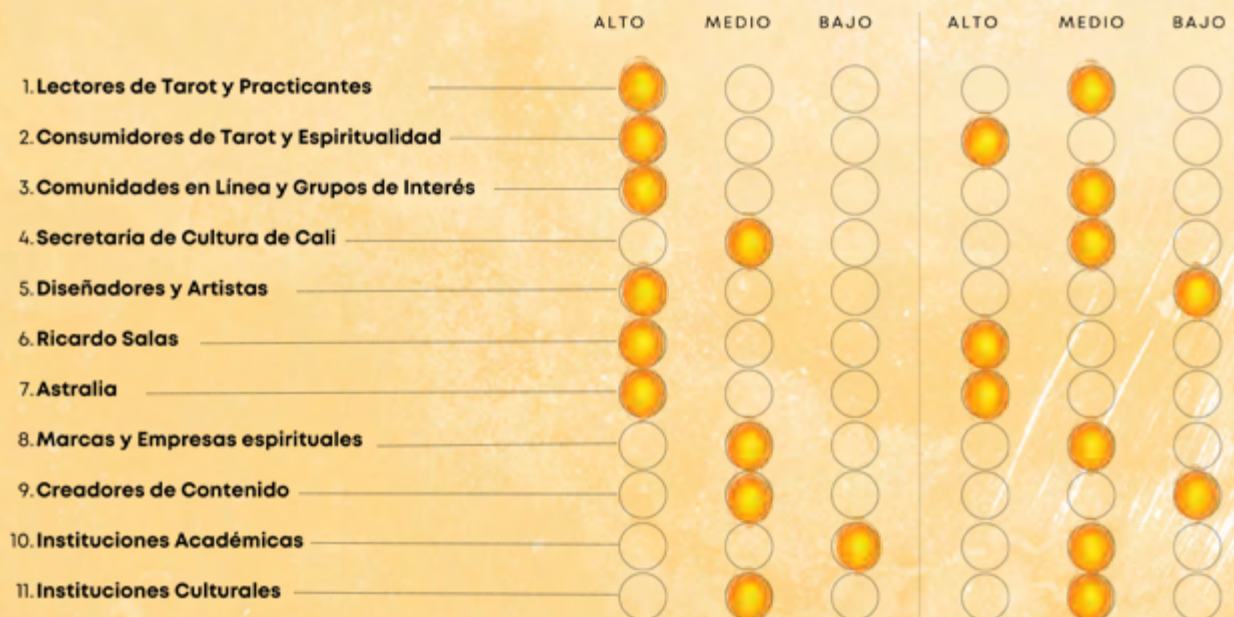 ALTO MEDIO BAJO ALTO MEDIO BAJO
1. Lectores de Tarot y Practicantes
2. Consumidores de Tarot y Espiritualidad
3. Comunidades en Línea y Grupos de Interés
4. Secretaria de Cultura de Cali
5. Diseñadores y Artistas
6. Ricardo Salas
7. Astralia
8. Marcas y Empresas espirituales
9. Creadores de Contenido
10. Instituciones Académicas
11. Instituciones Culturales